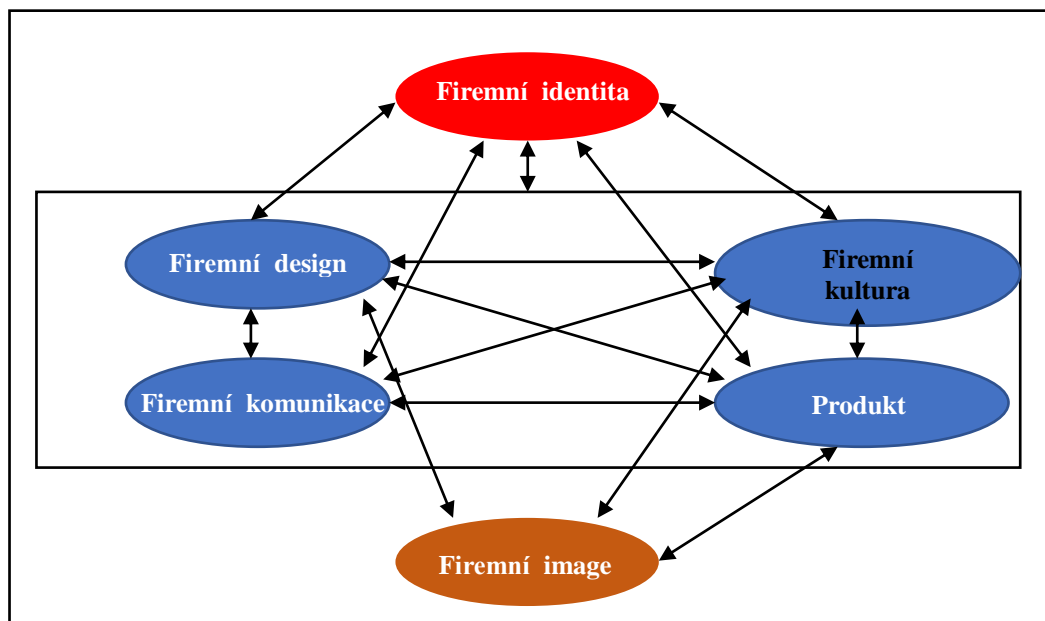 Firemní identita
Firemní design
Firemní
kultura
Firemní komunikace
Produkt
Firemní image